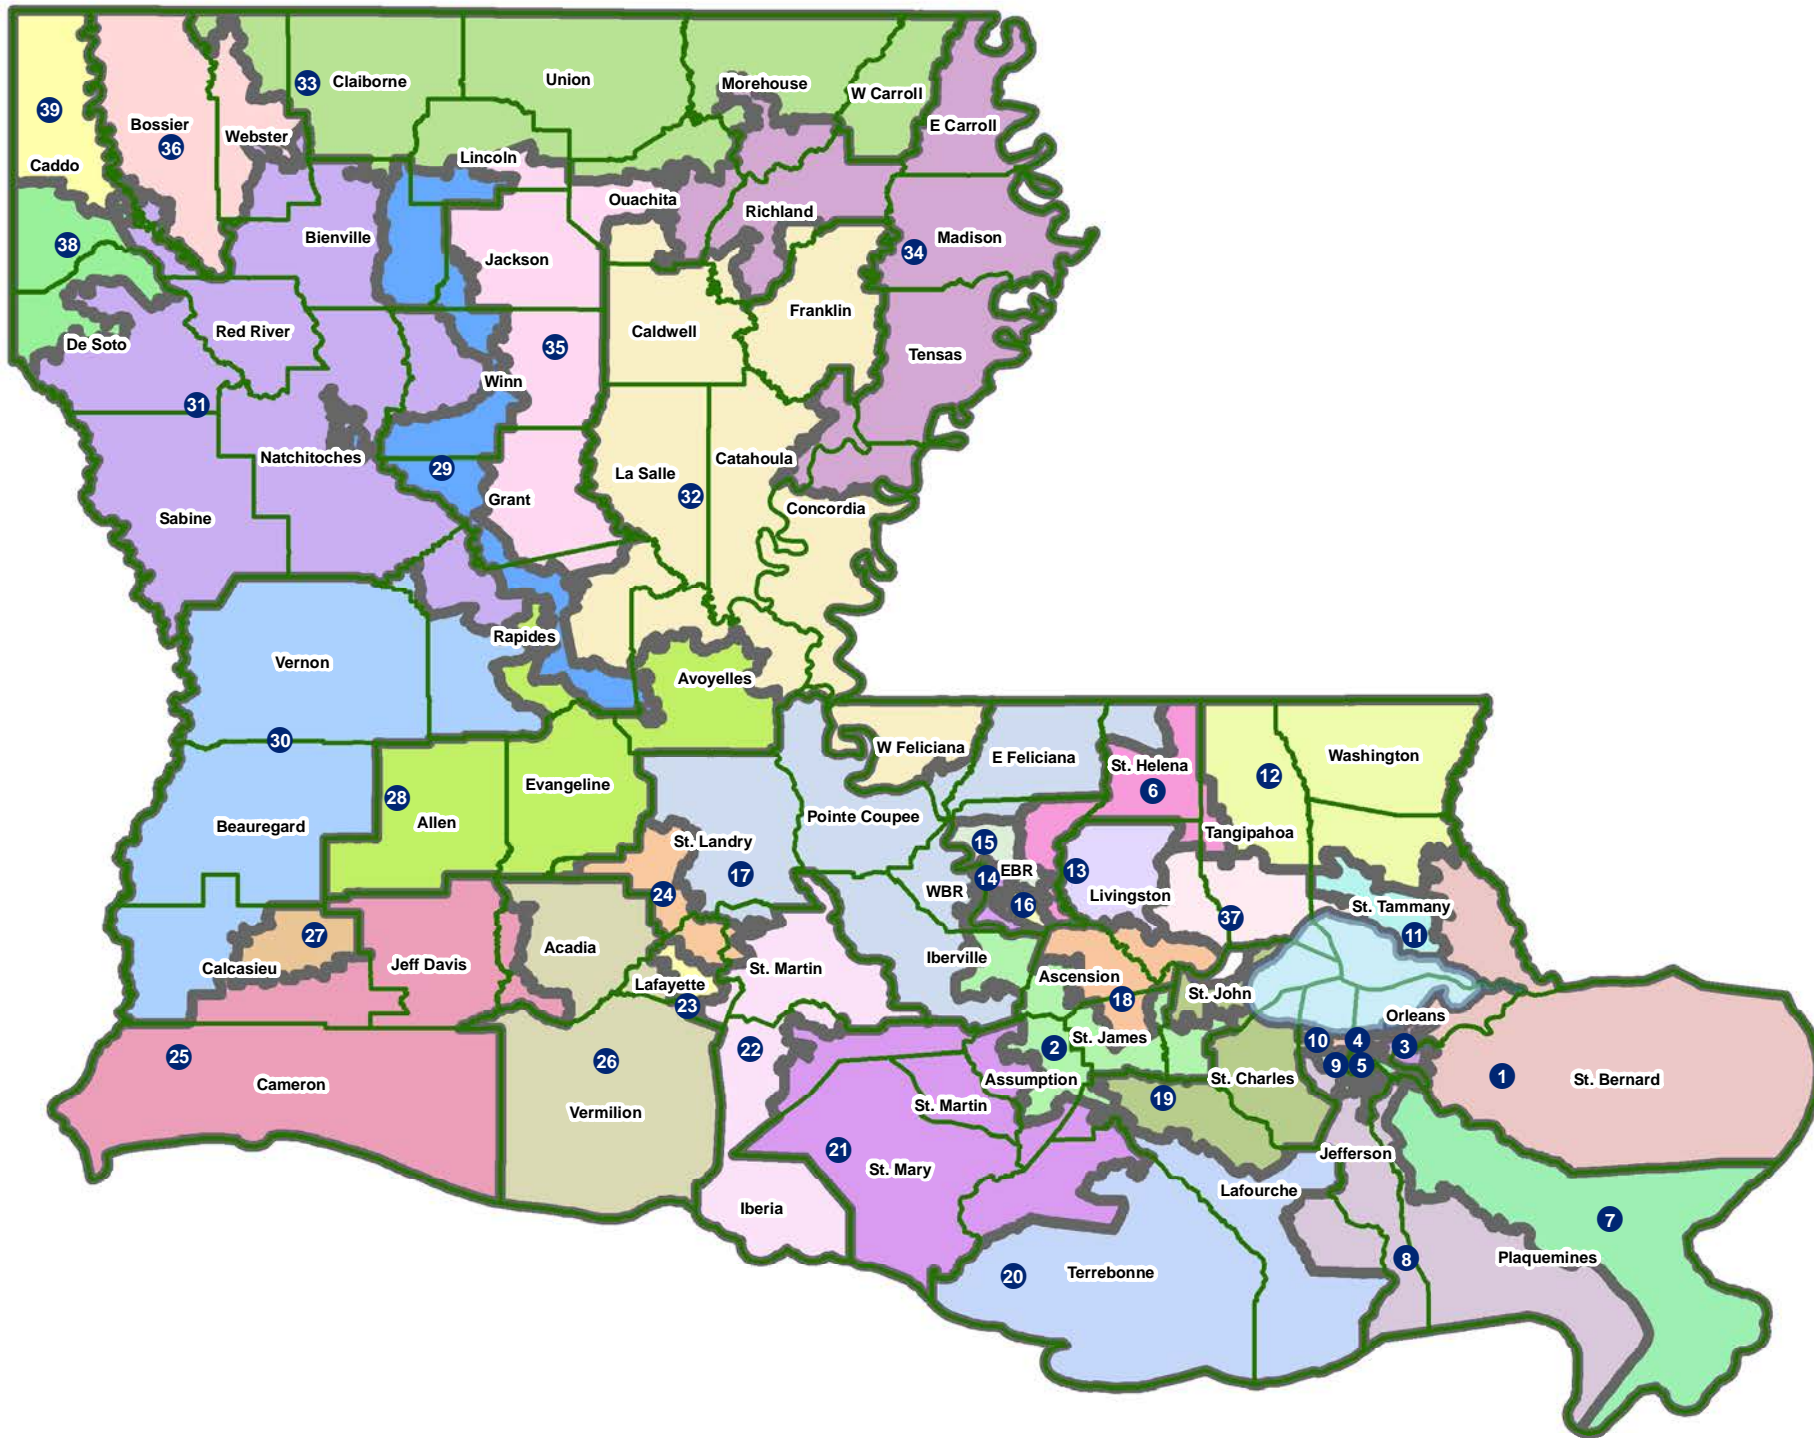 33
Claiborne
Union
Morehouse
W Carroll
39
Bossier
36
Webster
E Carroll
Caddo
Lincoln
Ouachita
Richland
38
Bienville
Madison
34
Jackson
Red River
Franklin
Caldwell
De Soto
35
Tensas
Winn
31
Natchitoches
29
La Salle
Catahoula
32
Grant
Concordia
Sabine
Rapides
Vernon
Avoyelles
30
W Feliciana
E Feliciana
St. Helena
6
12
Washington
Evangeline
28
Allen
Beauregard
Pointe Coupee
St. Landry
Tangipahoa
15
17
14
EBR
13
WBR
Livingston
24
16
37
St. Tammany
11
27
Acadia
Calcasieu
Jeff Davis
St. Martin
Iberville
Lafayette
23
Ascension
18
St. John
Orleans
St. James
10
4
3
2
22
9
5
25
26
Cameron
Assumption
St. Charles
1
St. Bernard
Vermilion
St. Martin
19
21
St. Mary
Jefferson
Iberia
Lafourche
7
20
Terrebonne
8
Plaquemines